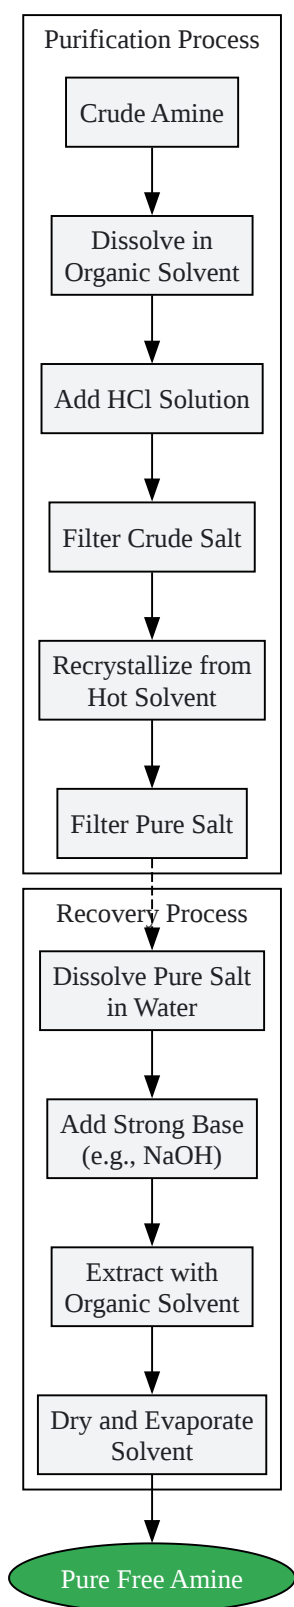 Purification Process
Crude Amine
Dissolve in
Organic Solvent
Add HCl Solution
Filter Crude Salt
Recrystallize from
Hot Solvent
Filter Pure Salt
Recovery Process
Dissolve Pure Salt
in Water
Add Strong Base
(e.g., NaOH)
Extract with
Organic Solvent
Dry and Evaporate
Solvent
Pure Free Amine